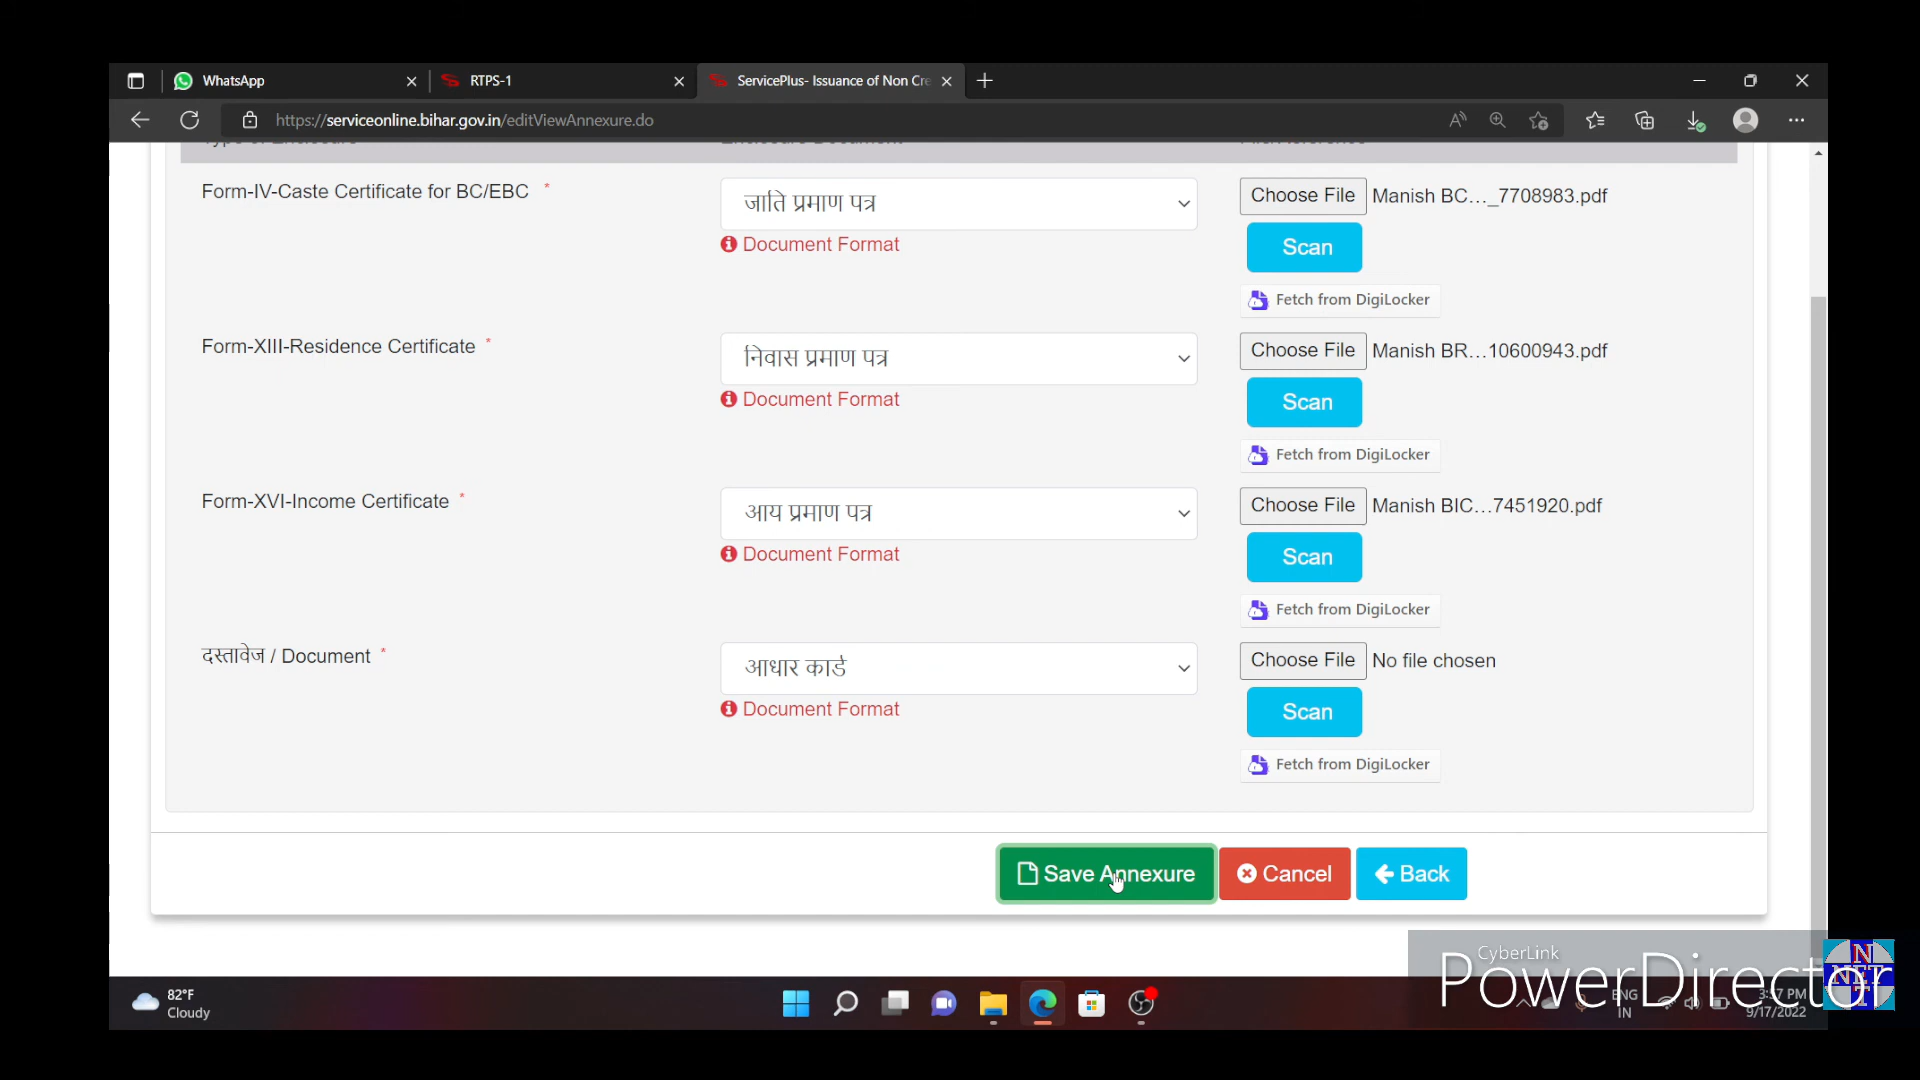 WhatsApp
RTPS-1
ServicePlus- Issuance of Non Cre
https://serviceonline.bihar.gov.in/editViewAnnexure.do
Form-IV-Caste Certificate for BC/EBC *
जाति प्रमाण पत्र
Choose File Manish BC..._7708983.pdf
Document Format
Scan
Fetch from DigiLocker
Form-XIII-Residence Certificate *
निवास प्रमाण पत्र
Choose File Manish BR...10600943.pdf
Document Format
Scan
Fetch from DigiLocker
Form-XVI-Income Certificate *
आय प्रमाण पत्र
Choose File Manish BIC...7451920.pdf
Document Format
Scan
Fetch from DigiLocker
दस्तावेज / Document *
आधार कार्ड
Choose File No file chosen
Document Format
Scan
Fetch from DigiLocker
Save Annexure
Cancel
Back
CyberLink
PowerDirector
N
NET
T
82°F
Cloudy
ENG
IN
3:37 PM
9/17/2022